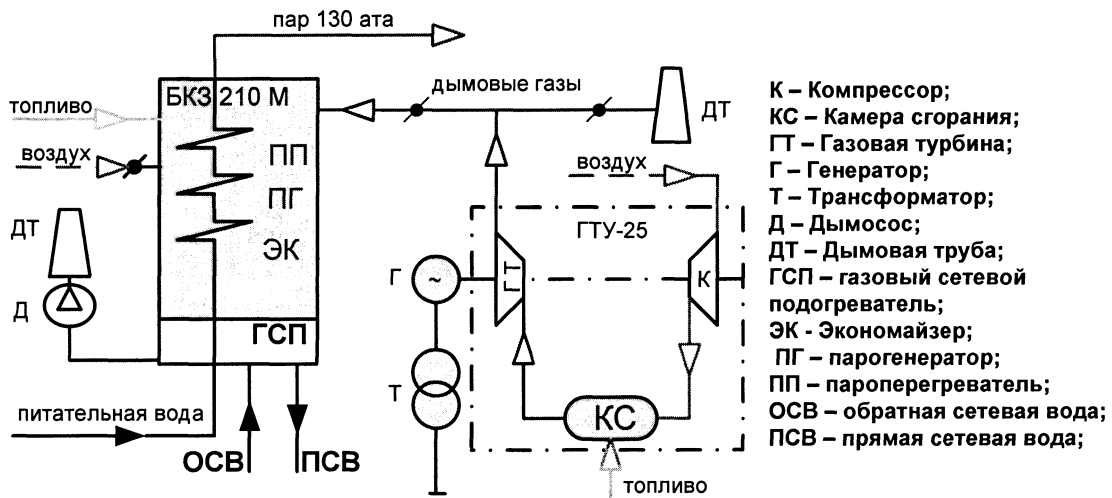 пар 130 ата
БКЗ 210 М
топливо
воздух
ПП
ПГ
ЭК
ДТ
Д
ГСП
питательная вода
ОСВ
ПСВ
дымовые газы
ДТ
воздух
ГТУ-25
Г
~
ГТ
К
Т
КС
топливо
К – Компрессор;
КС – Камера сгорания;
ГТ – Газовая турбина;
Г – Генератор;
Т – Трансформатор;
Д – Дымосос;
ДТ – Дымовая труба;
ГСП – газовый сетевой
подогреватель;
ЭК - Экономайзер;
ПГ – парогенератор;
ПП – пароперегреватель;
ОСВ – обратная сетевая вода;
ПСВ – прямая сетевая вода;